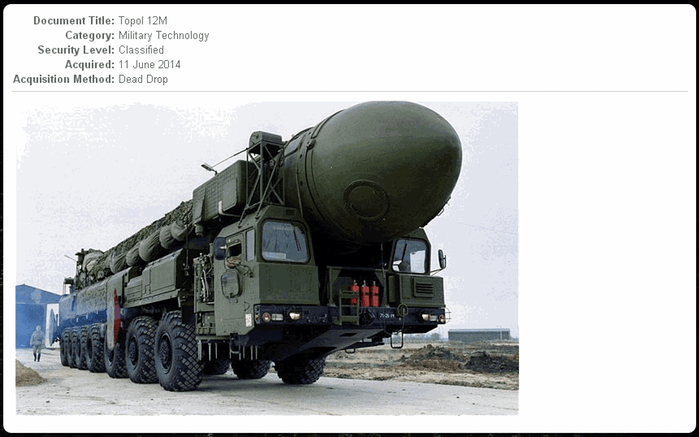 Document Title: Topol 12M
Category: Military Technology
Security Level: Classified
Acquired: 11 June 2014
Acquisition Method: Dead Drop